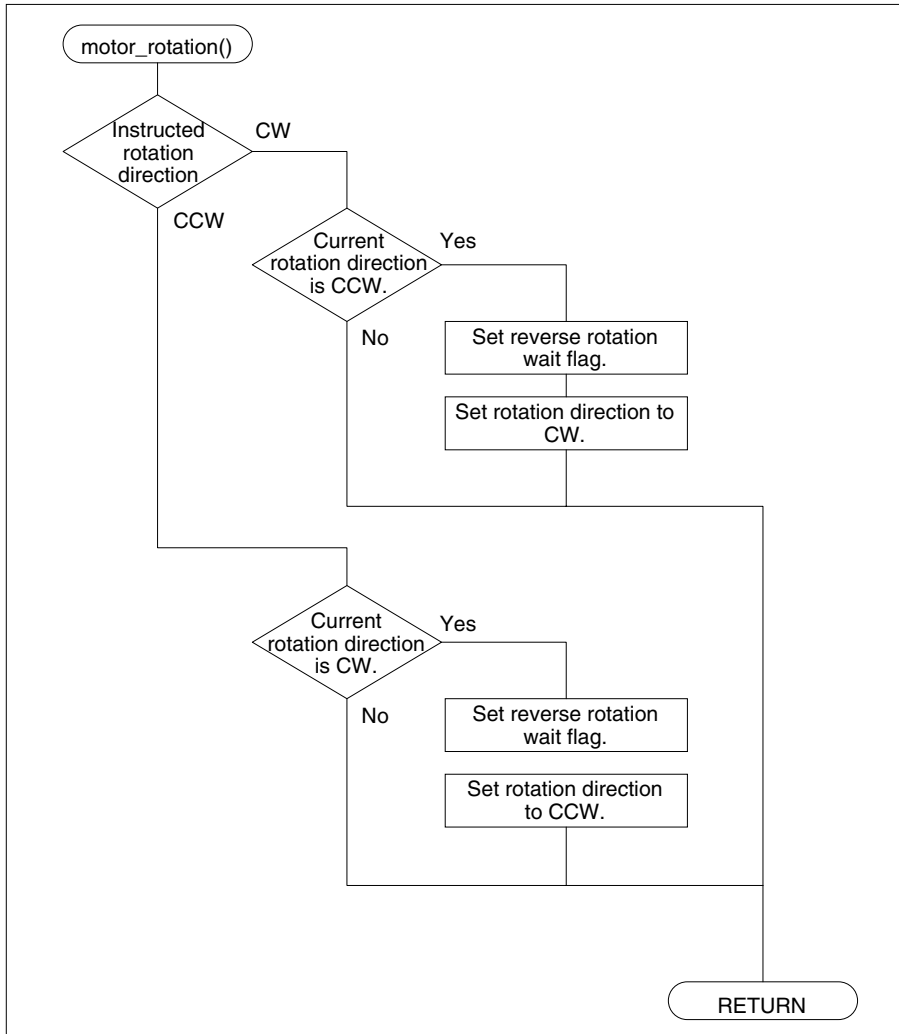 motor_rotation()
Instructed
rotation
direction
CW
CCW
Current
rotation direction
is CCW.
Yes
No
Set reverse rotation
wait flag.
Set rotation direction to
CW.
Current
rotation direction
is CW.
Yes
No
Set reverse rotation
wait flag.
Set rotation direction
to CCW.
RETURN